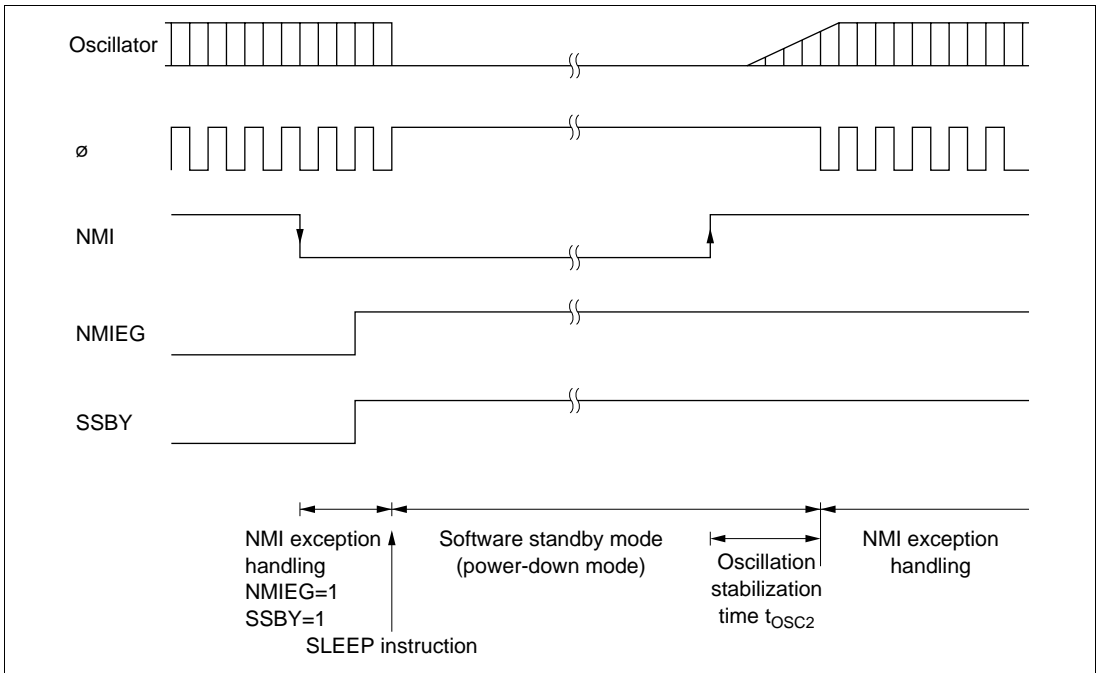 Oscillator
ø
NMI
NMIEG
SSBY
NMI exception
handling
NMIEG=1
SSBY=1
SLEEP instruction
Software standby mode
(power-down mode)
Oscillation
stabilization
time tOSC2
NMI exception
handling